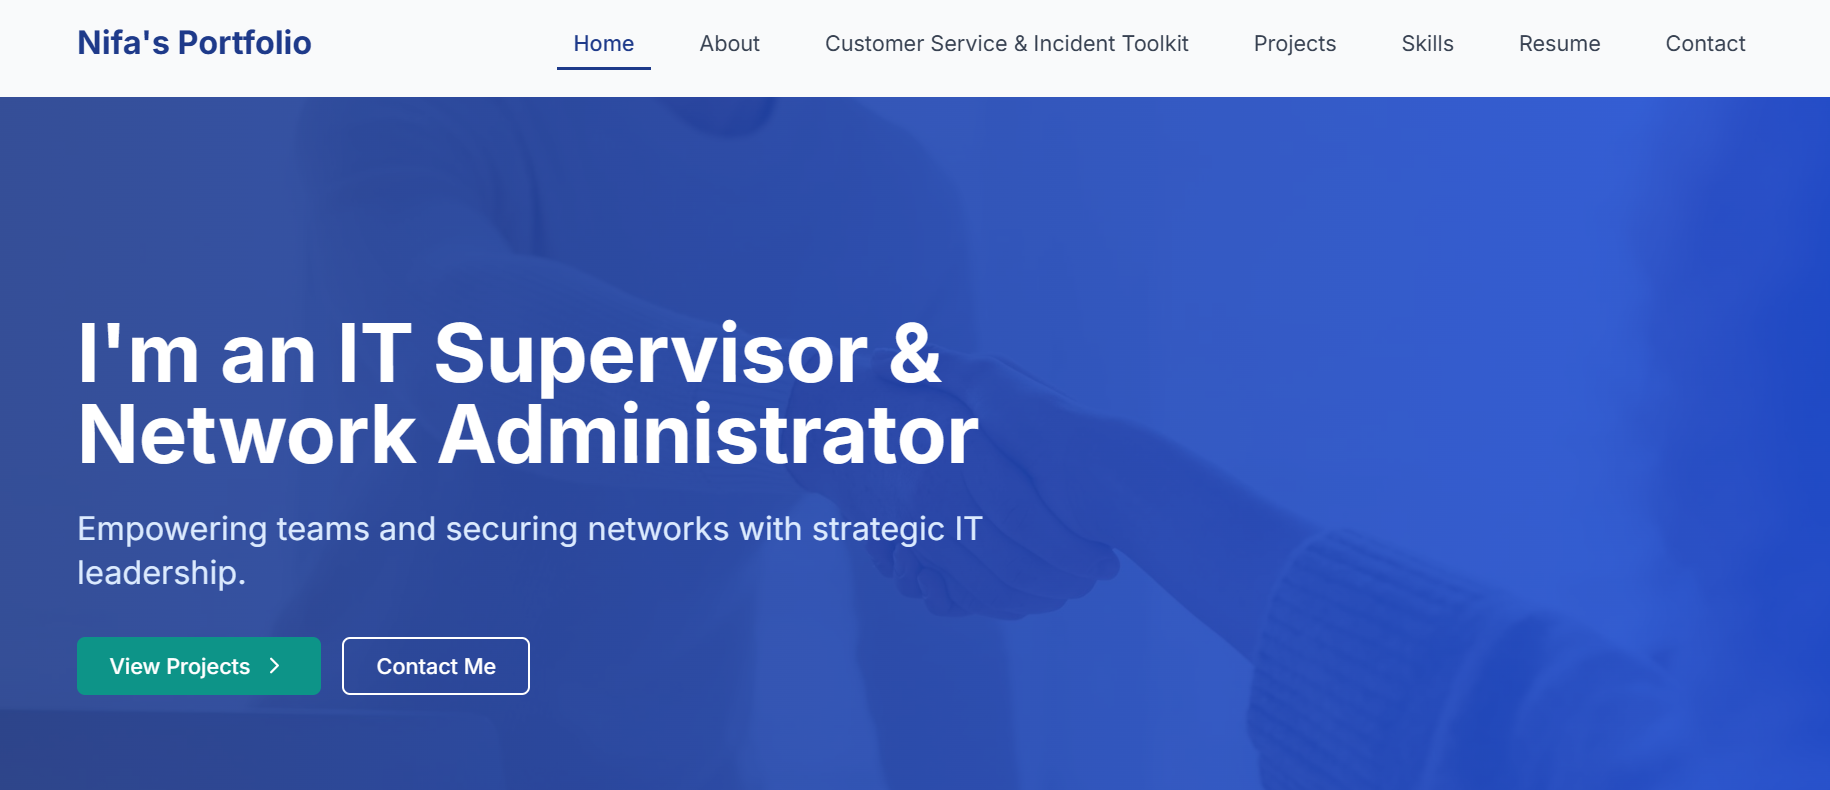 Nifa's Portfolio
Home About Customer Service & Incident Toolkit Projects Skills Resume Contact
I'm an IT Supervisor &
Network Administrator
Empowering teams and securing networks with strategic IT
leadership.
View Projects
Contact Me